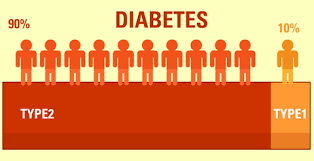 DIABETES
90%
10%
TYPE2
TYPE1